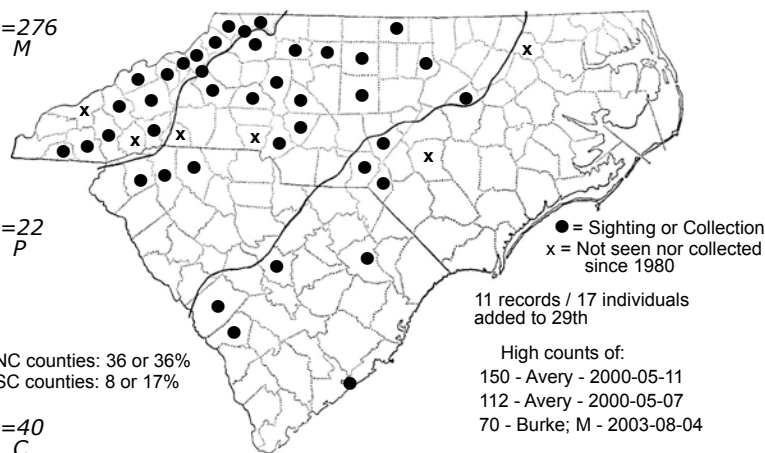 =276
M
=22
P
● = Sighting or Collection
x = Not seen nor collected
since 1980
11 records / 17 individuals
added to 29th
NC counties: 36 or 36%
SC counties: 8 or 17%
High counts of:
150 - Avery - 2000-05-11
112 - Avery - 2000-05-07
70 - Burke; M - 2003-08-04
=40
C